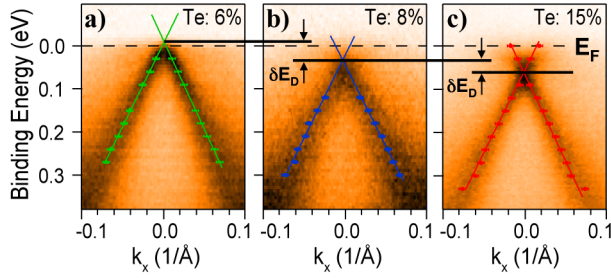 a) Te: 6% b) Te: 8% c) Te: 15%
Binding Energy (eV)
0.0
0.1
0.2
0.3
δE_D
δE_D
E_F
-0.1 0.0 0.1
-0.1 0.0 0.1
-0.1 0.0 0.1
k_x (1/Å) k_x (1/Å) k_x (1/Å)